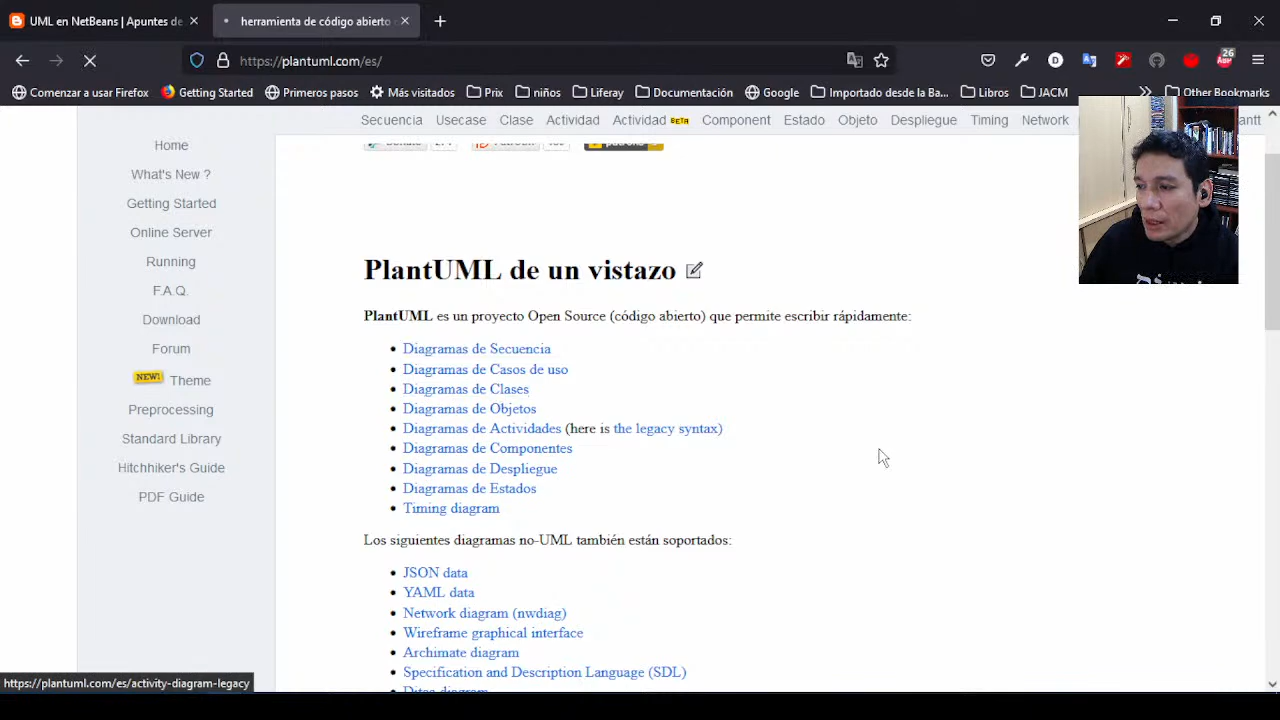 UML en NetBeans | Apuntes de
herramienta de código abierto
https://plantuml.com/es/
26
Comenzar a usar Firefox
Getting Started
Primeros pasos
Más visitados
Prix
niños
Liferay
Documentación
Google
Importado desde la Ba...
Libros
JACM
Other Bookmarks
Secuencia
Usecase
Clase
Actividad
Actividad BETA
Component
Estado
Objeto
Despliegue
Timing
Network
antt
Home
What's New ?
Getting Started
Online Server
Running
F.A.Q.
Download
Forum
NEW! Theme
Preprocessing
Standard Library
Hitchhiker's Guide
PDF Guide
PlantUML de un vistazo
PlantUML es un proyecto Open Source (código abierto) que permite escribir rápidamente:
Diagramas de Secuencia
Diagramas de Casos de uso
Diagramas de Clases
Diagramas de Objetos
Diagramas de Actividades (here is the legacy syntax)
Diagramas de Componentes
Diagramas de Despliegue
Diagramas de Estados
Timing diagram
Los siguientes diagramas no-UML también están soportados:
JSON data
YAML data
Network diagram (nwdiag)
Wireframe graphical interface
Archimate diagram
Specification and Description Language (SDL)
Ditaa diagram
https://plantuml.com/es/activity-diagram-legacy